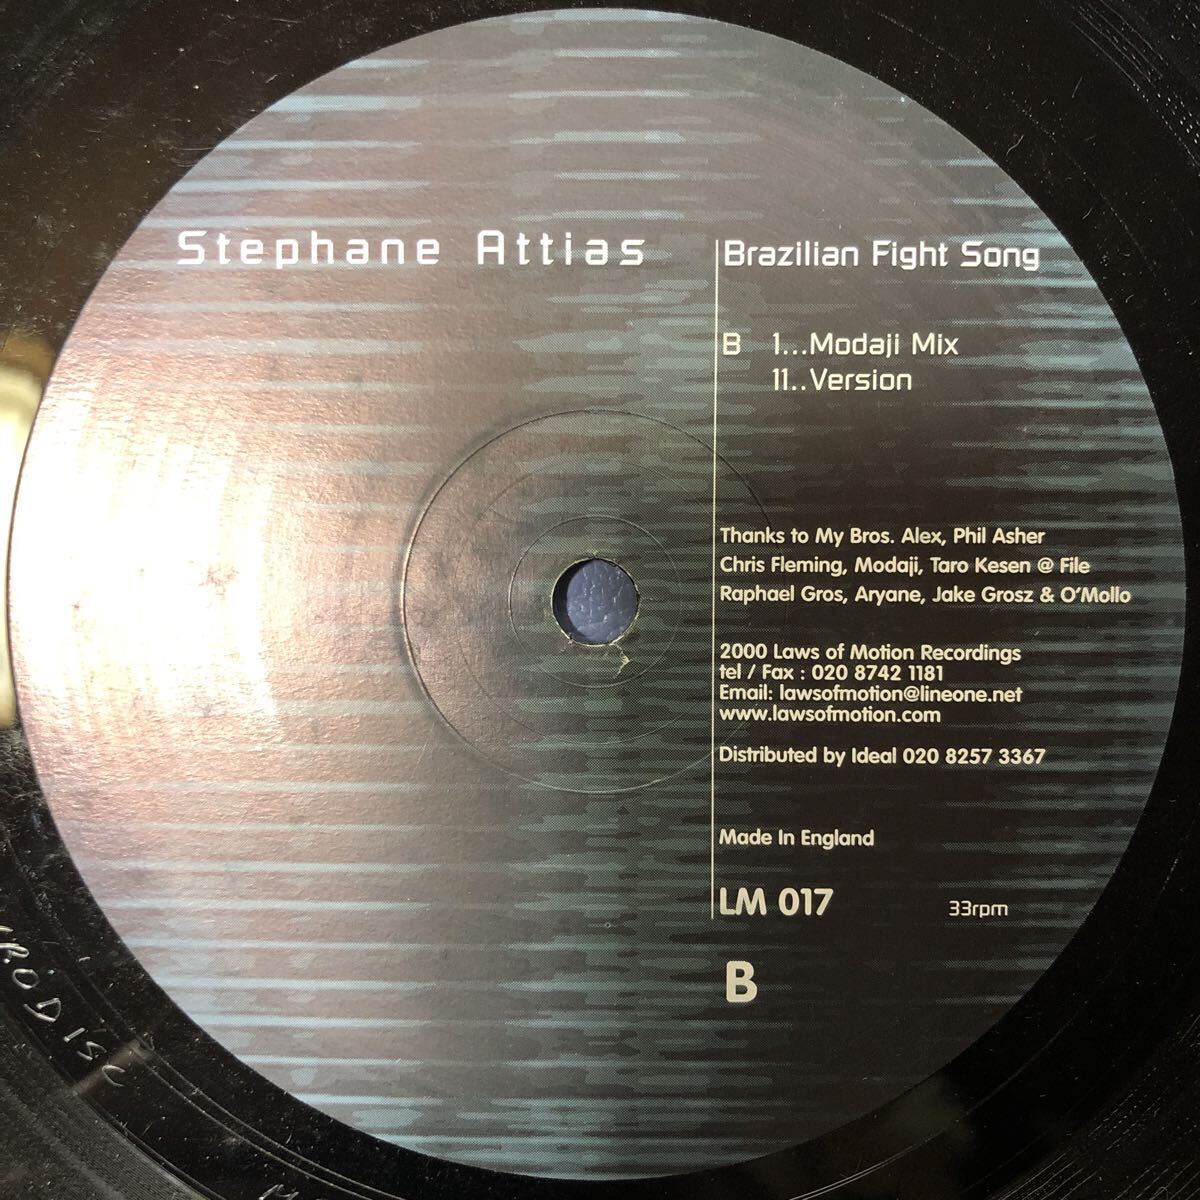 Stephane Attias
Brazilian Fight Song
B 1...Modaji Mix
11..Version
Thanks to My Bros. Alex, Phil Asher
Chris Fleming, Modaji, Taro Kesen @ File
Raphael Gros, Aryane, Jake Grosz & O'Mollo
2000 Laws of Motion Recordings
tel / Fax : 020 8742 1181
Email: lawsofmotion@lineone.net
www.lawsofmotion.com
Distributed by Ideal 020 8257 3367
Made In England
LM 017 33rpm
B